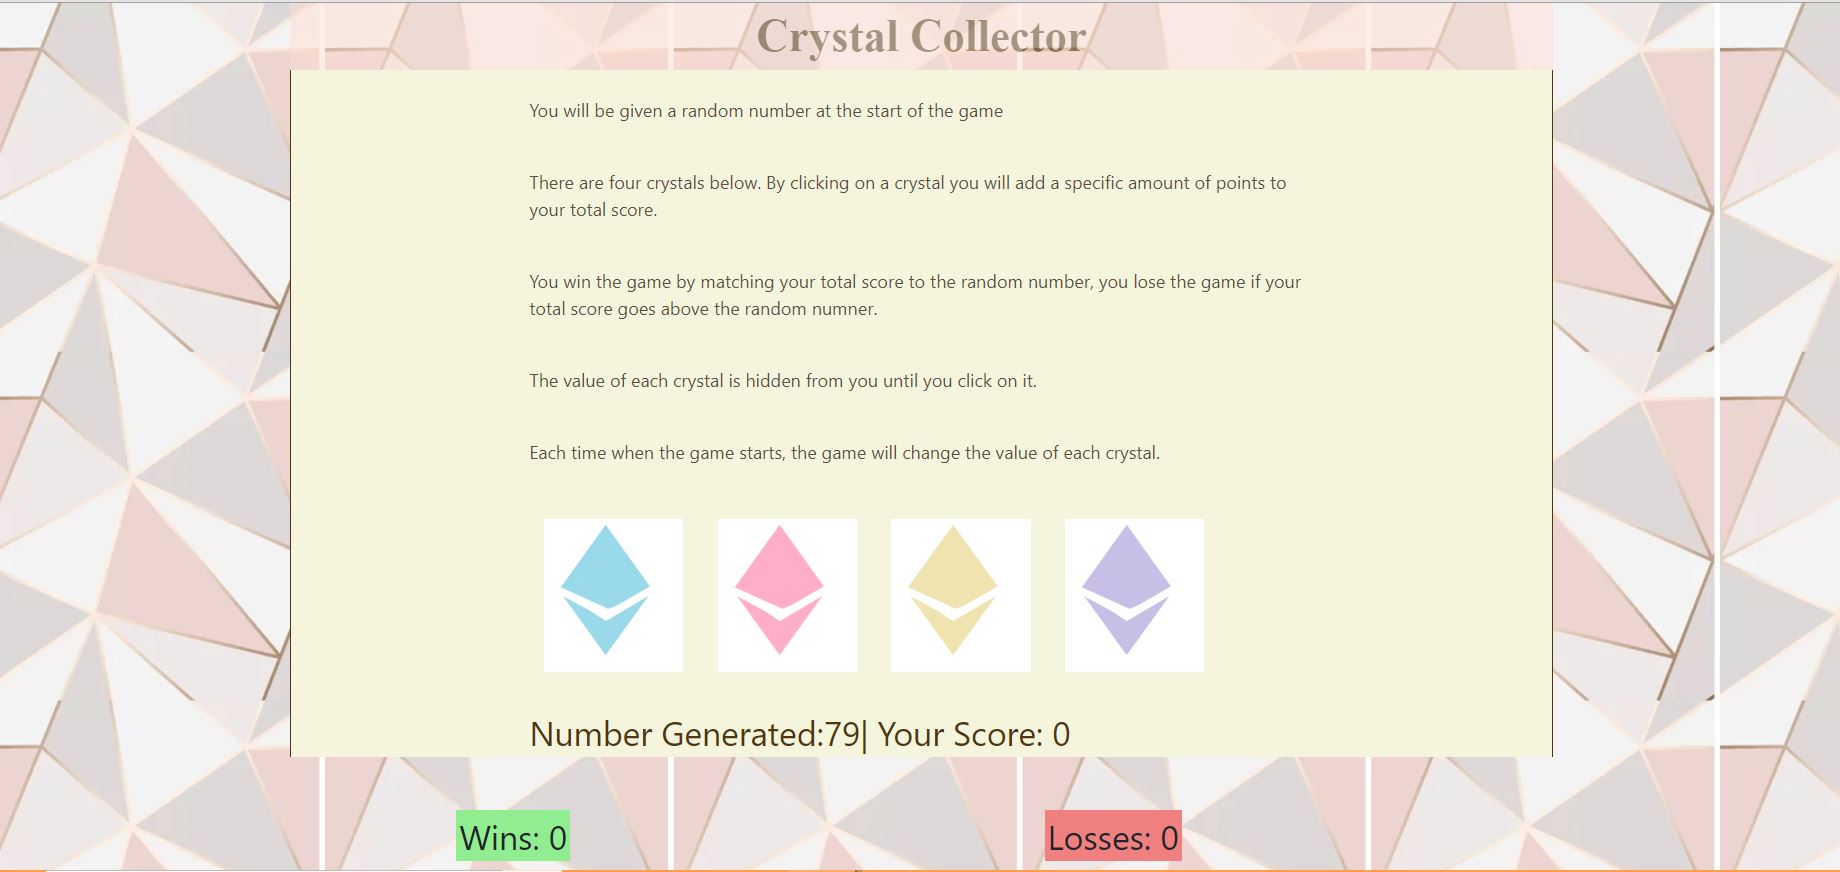 Crystal Collector
You will be given a random number at the start of the game
There are four crystals below. By clicking on a crystal you will add a specific amount of points to
your total score.
You win the game by matching your total score to the random number, you lose the game if your
total score goes above the random numner.
The value of each crystal is hidden from you until you click on it.
Each time when the game starts, the game will change the value of each crystal.
Number Generated:79| Your Score: 0
Wins: 0
Losses: 0